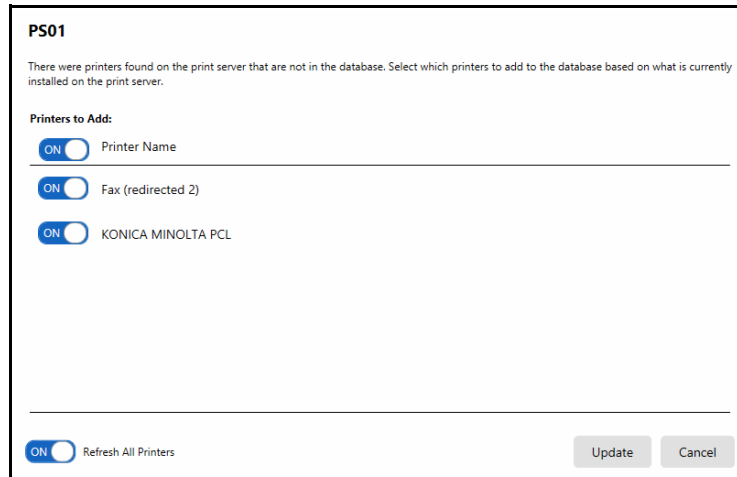 PS01
There were printers found on the print server that are not in the database. Select which printers to add to the database based on what is currently
installed on the print server.
Printers to Add:
ON Printer Name
ON Fax (redirected 2)
ON KONICA MINOLTA PCL
ON Refresh All Printers Update Cancel